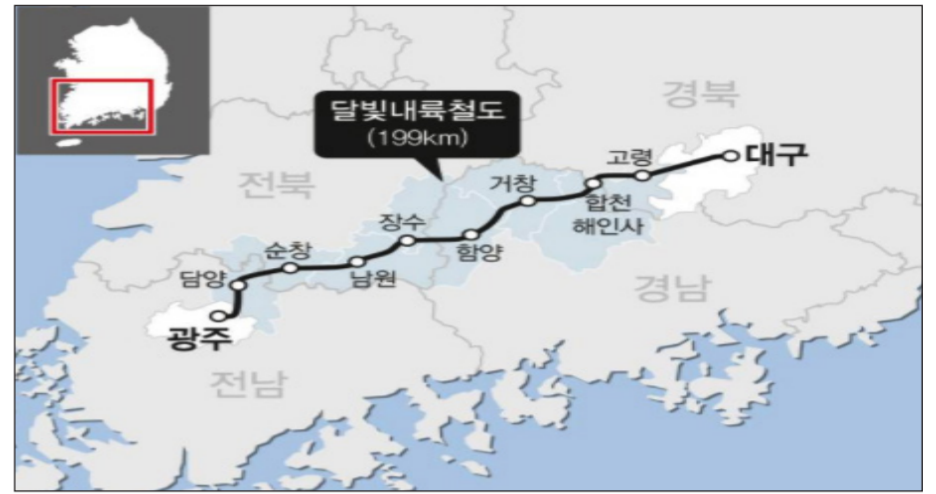 경북
달빛내륙철도
(199km)
대구
고령
전북
거창
합천
해인사
장수
함양
순창
남원
담양
경남
광주
전남